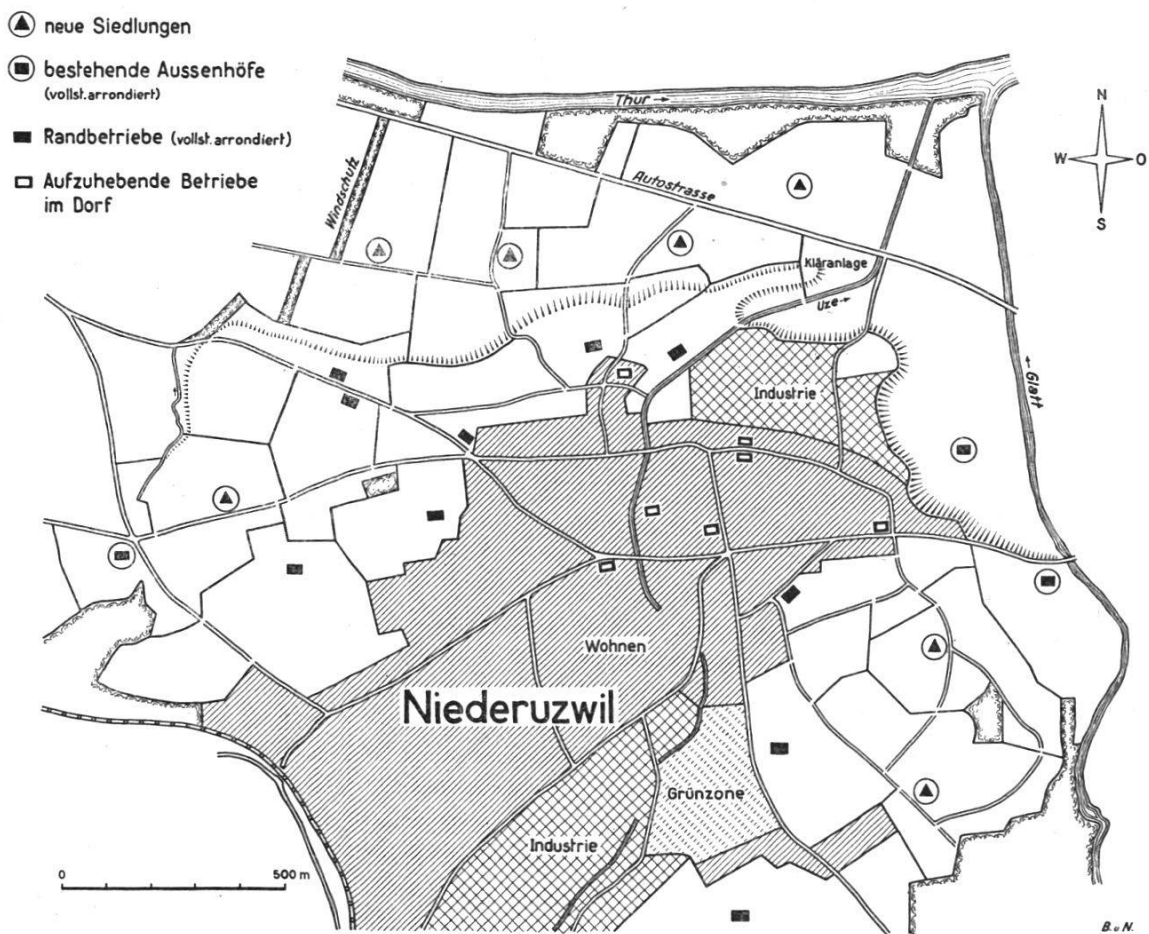 neue Siedlungen
bestehende Aussenhöfe
(vollst. arrondiert)
Randbetriebe (vollst. arrondiert)
Aufzuhebende Betriebe
im Dorf
Thur →
N
W O
S
Windschutz
Autostrasse
Kläranlage
Uze →
← Glatt
Industrie
Wohnen
Niederuzwil
Grünzone
Industrie
0 500 m
B. u N.